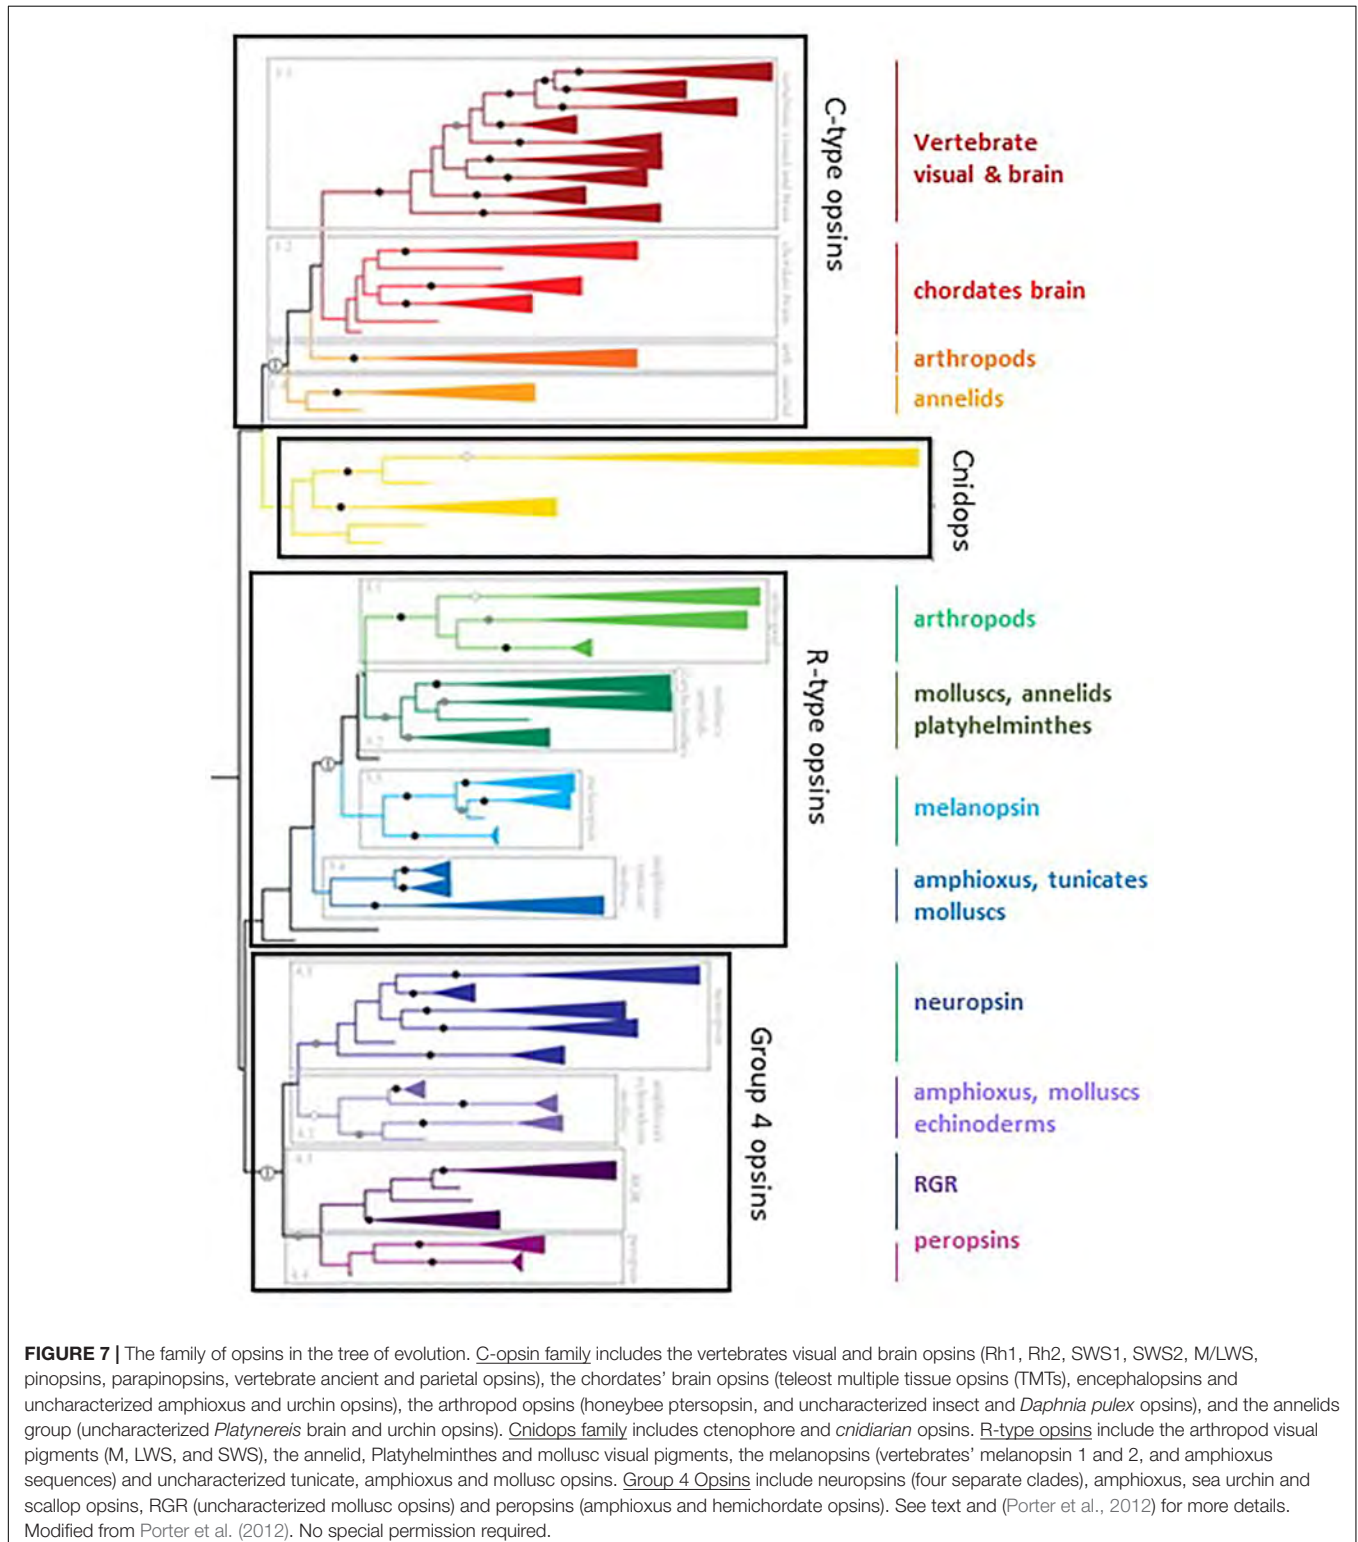 C-type opsins
Vertebrate
visual & brain
chordates brain
arthropods
annelids
Cnidops
R-type opsins
arthropods
molluscs, annelids
platyhelminthes
melanopsin
amphioxus, tunicates
molluscs
Group 4 opsins
neuropsin
amphioxus, molluscs
echinoderms
RGR
peropsins
FIGURE 7 | The family of opsins in the tree of evolution. C-opsin family includes the vertebrates visual and brain opsins (Rh1, Rh2, SWS1, SWS2, M/LWS,
pinopsins, parapinopsins, vertebrate ancient and parietal opsins), the chordates’ brain opsins (teleost multiple tissue opsins (TMTs), encephalopsins and
uncharacterized amphioxus and urchin opsins), the arthropod opsins (honeybee ptersopsin, and uncharacterized insect and Daphnia pulex opsins), and the annelids
group (uncharacterized Platynereis brain and urchin opsins). Cnidops family includes ctenophore and cnidiarian opsins. R-type opsins include the arthropod visual
pigments (M, LWS, and SWS), the annelid, Platyhelminthes and mollusc visual pigments, the melanopsins (vertebrates’ melanopsin 1 and 2, and amphioxus
sequences) and uncharacterized tunicate, amphioxus and mollusc opsins. Group 4 Opsins include neuropsins (four separate clades), amphioxus, sea urchin and
scallop opsins, RGR (uncharacterized mollusc opsins) and peropsins (amphioxus and hemichordate opsins). See text and (Porter et al., 2012) for more details.
Modified from Porter et al. (2012). No special permission required.